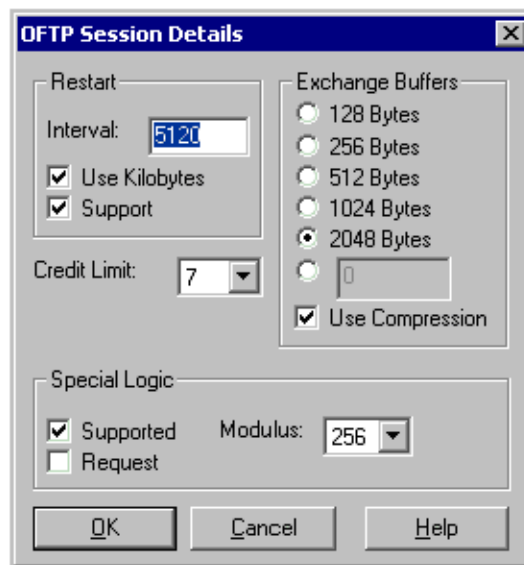 OFTP Session Details
Restart
Interval: 5120
Use Kilobytes
Support
Credit Limit: 7
Exchange Buffers
128 Bytes
256 Bytes
512 Bytes
1024 Bytes
2048 Bytes
0
Use Compression
Special Logic
Supported Modulus: 256
Request
OK Cancel Help